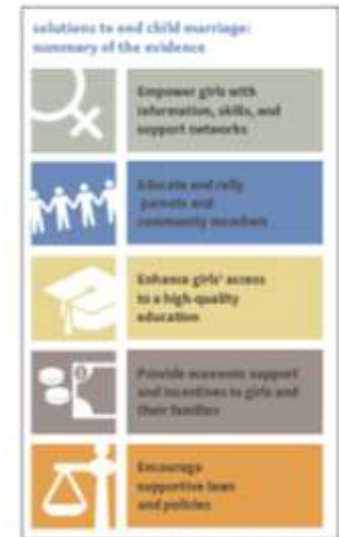 solutions to end child marriage:
summary of the evidence
Empower girls with
information, skills, and
support networks
Educate and rally
parents and
community members
Enhance girls' access
to a high-quality
education
Provide economic support
and incentives to girls and
their families
Encourage
supportive laws
and policies